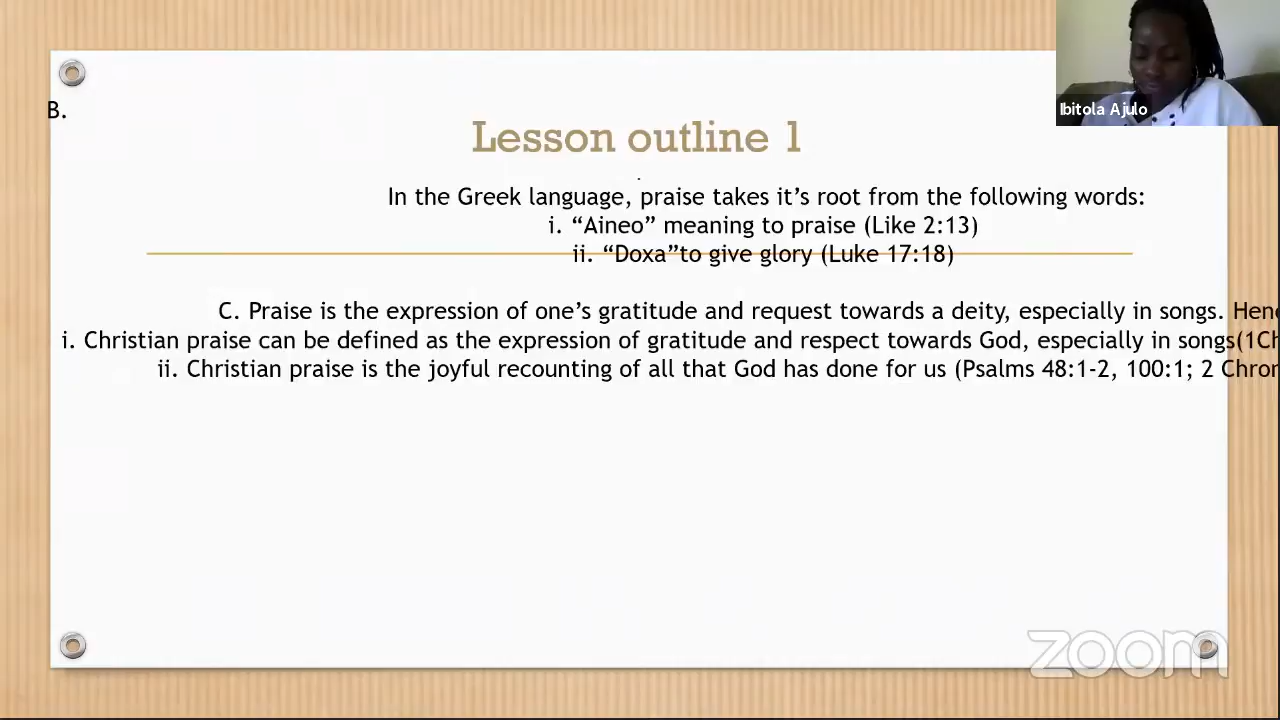 Ibitola Ajulo
B.
Lesson outline 1
In the Greek language, praise takes it’s root from the following words:
i. “Aineo” meaning to praise (Like 2:13)
ii. “Doxa”to give glory (Luke 17:18)
C. Praise is the expression of one’s gratitude and request towards a deity, especially in songs.
i. Christian praise can be defined as the expression of gratitude and respect towards God, especially in songs(1Ch
ii. Christian praise is the joyful recounting of all that God has done for us (Psalms 48:1-2, 100:1; 2
zoom